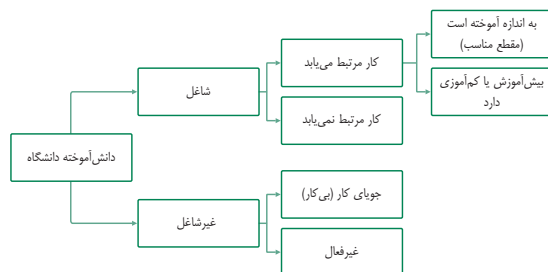 دانش‌آموخته دانشگاه
شاغل
کار مرتبط می‌یابد
به اندازه آموخته است
(مقطع مناسب)
بیش‌آموزش یا کم‌آموزی
دارد
کار مرتبط نمی‌یابد
غیرشاغل
جویای کار (بی‌کار)
غیرفعال